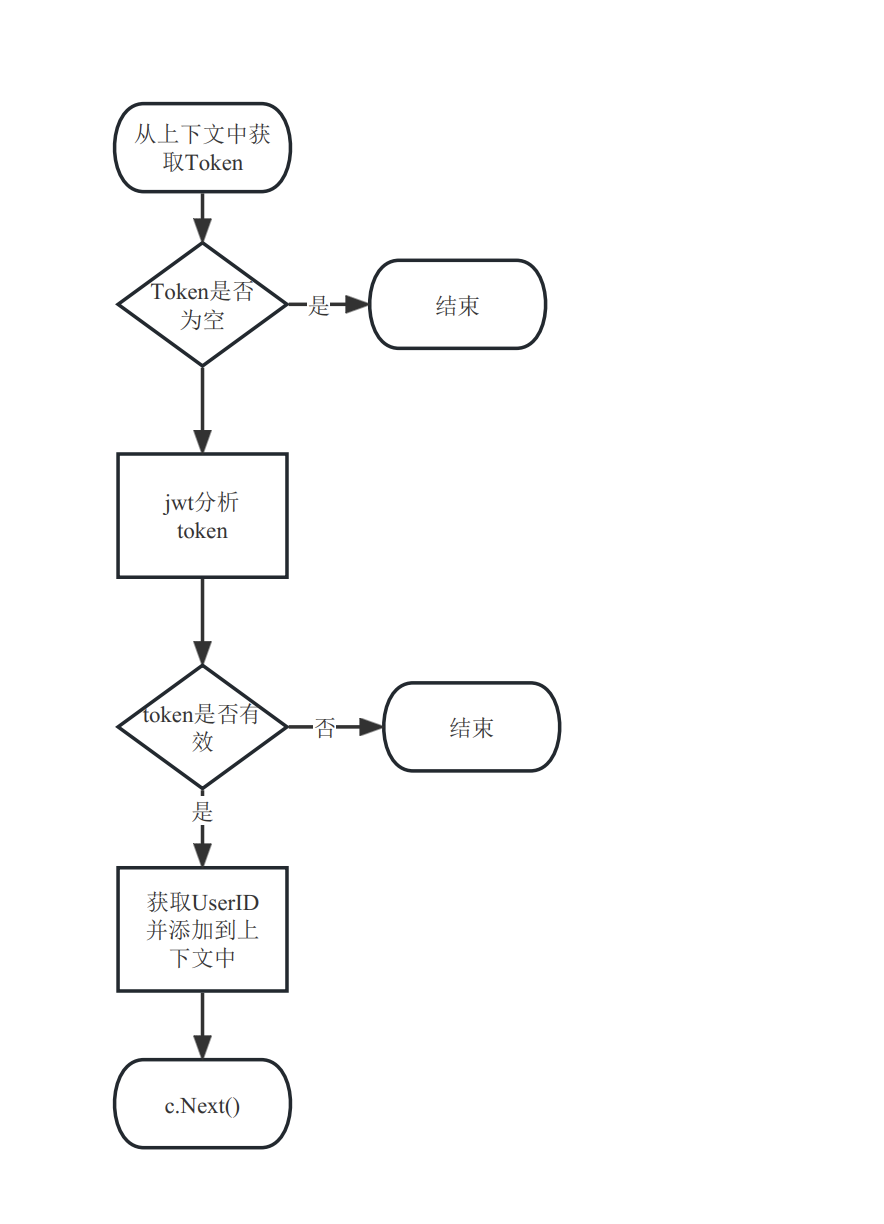 从上下文中获
取Token
Token是否
为空
是
结束
jwt分析
token
token是否有
效
否
结束
是
获取UserID
并添加到上
下文中
c.Next()